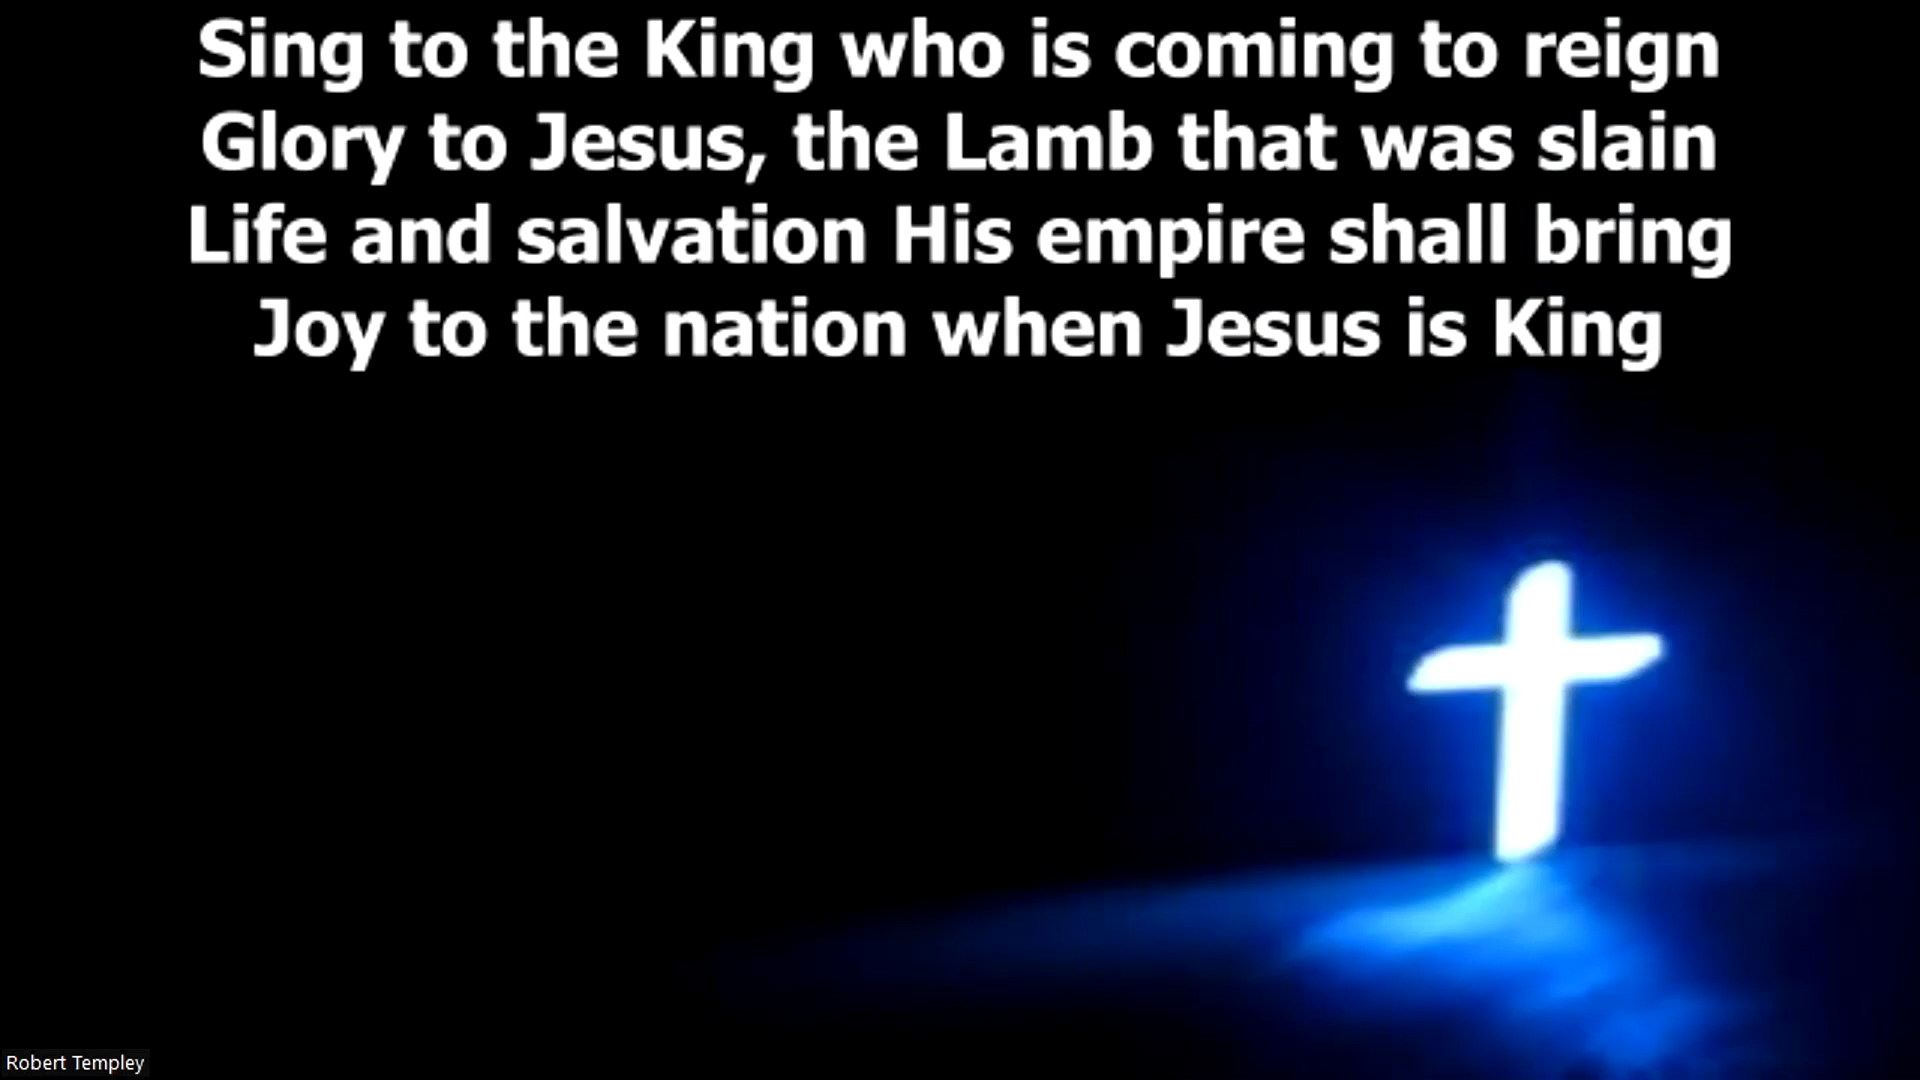 Sing to the King who is coming to reign
Glory to Jesus, the Lamb that was slain
Life and salvation His empire shall bring
Joy to the nation when Jesus is King
Robert Templey